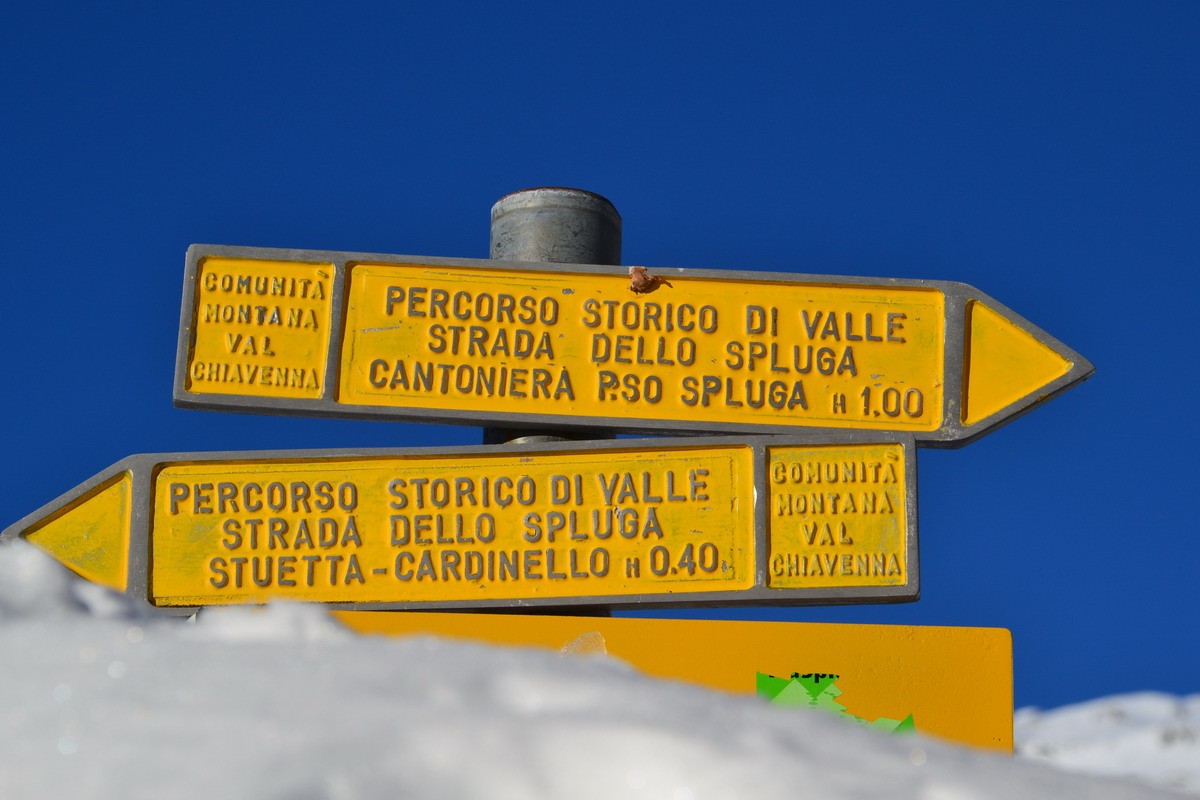 COMUNITÀ
MONTANA
VAL
CHIAVENNA
PERCORSO STORICO DI VALLE
STRADA DELLO SPLUGA
CANTONIERA P.SO SPLUGA H 1.00
PERCORSO STORICO DI VALLE
STRADA DELLO SPLUGA
STUETTA-CARDINELLO H 0.40
COMUNITÀ
MONTANA
VAL
CHIAVENNA